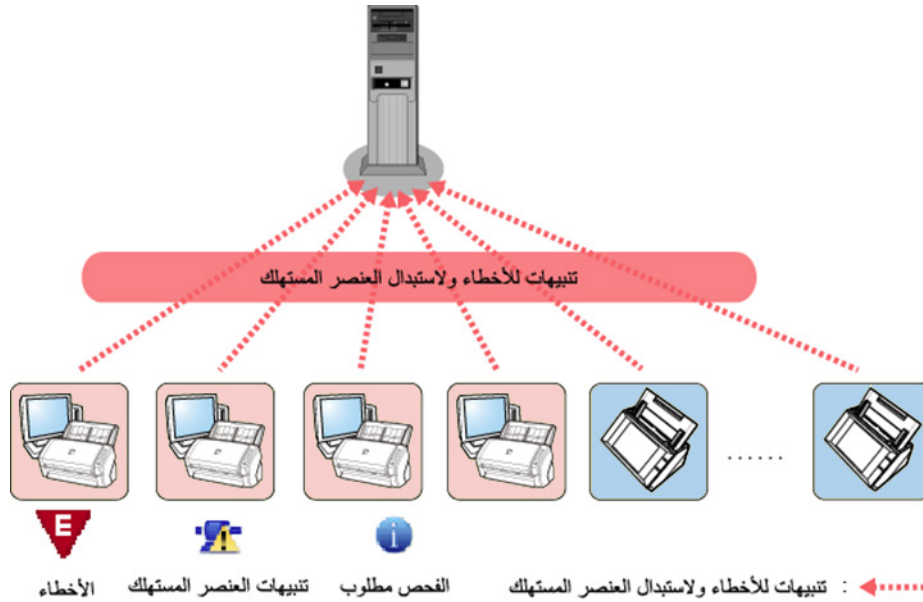 تنبيهات للأخطاء ولاستبدال العنصر المستهلك
......
E
i
الأخطاء
تنبيهات العنصر المستهلك
الفحص مطلوب
: تنبيهات للأخطاء ولاستبدال العنصر المستهلك